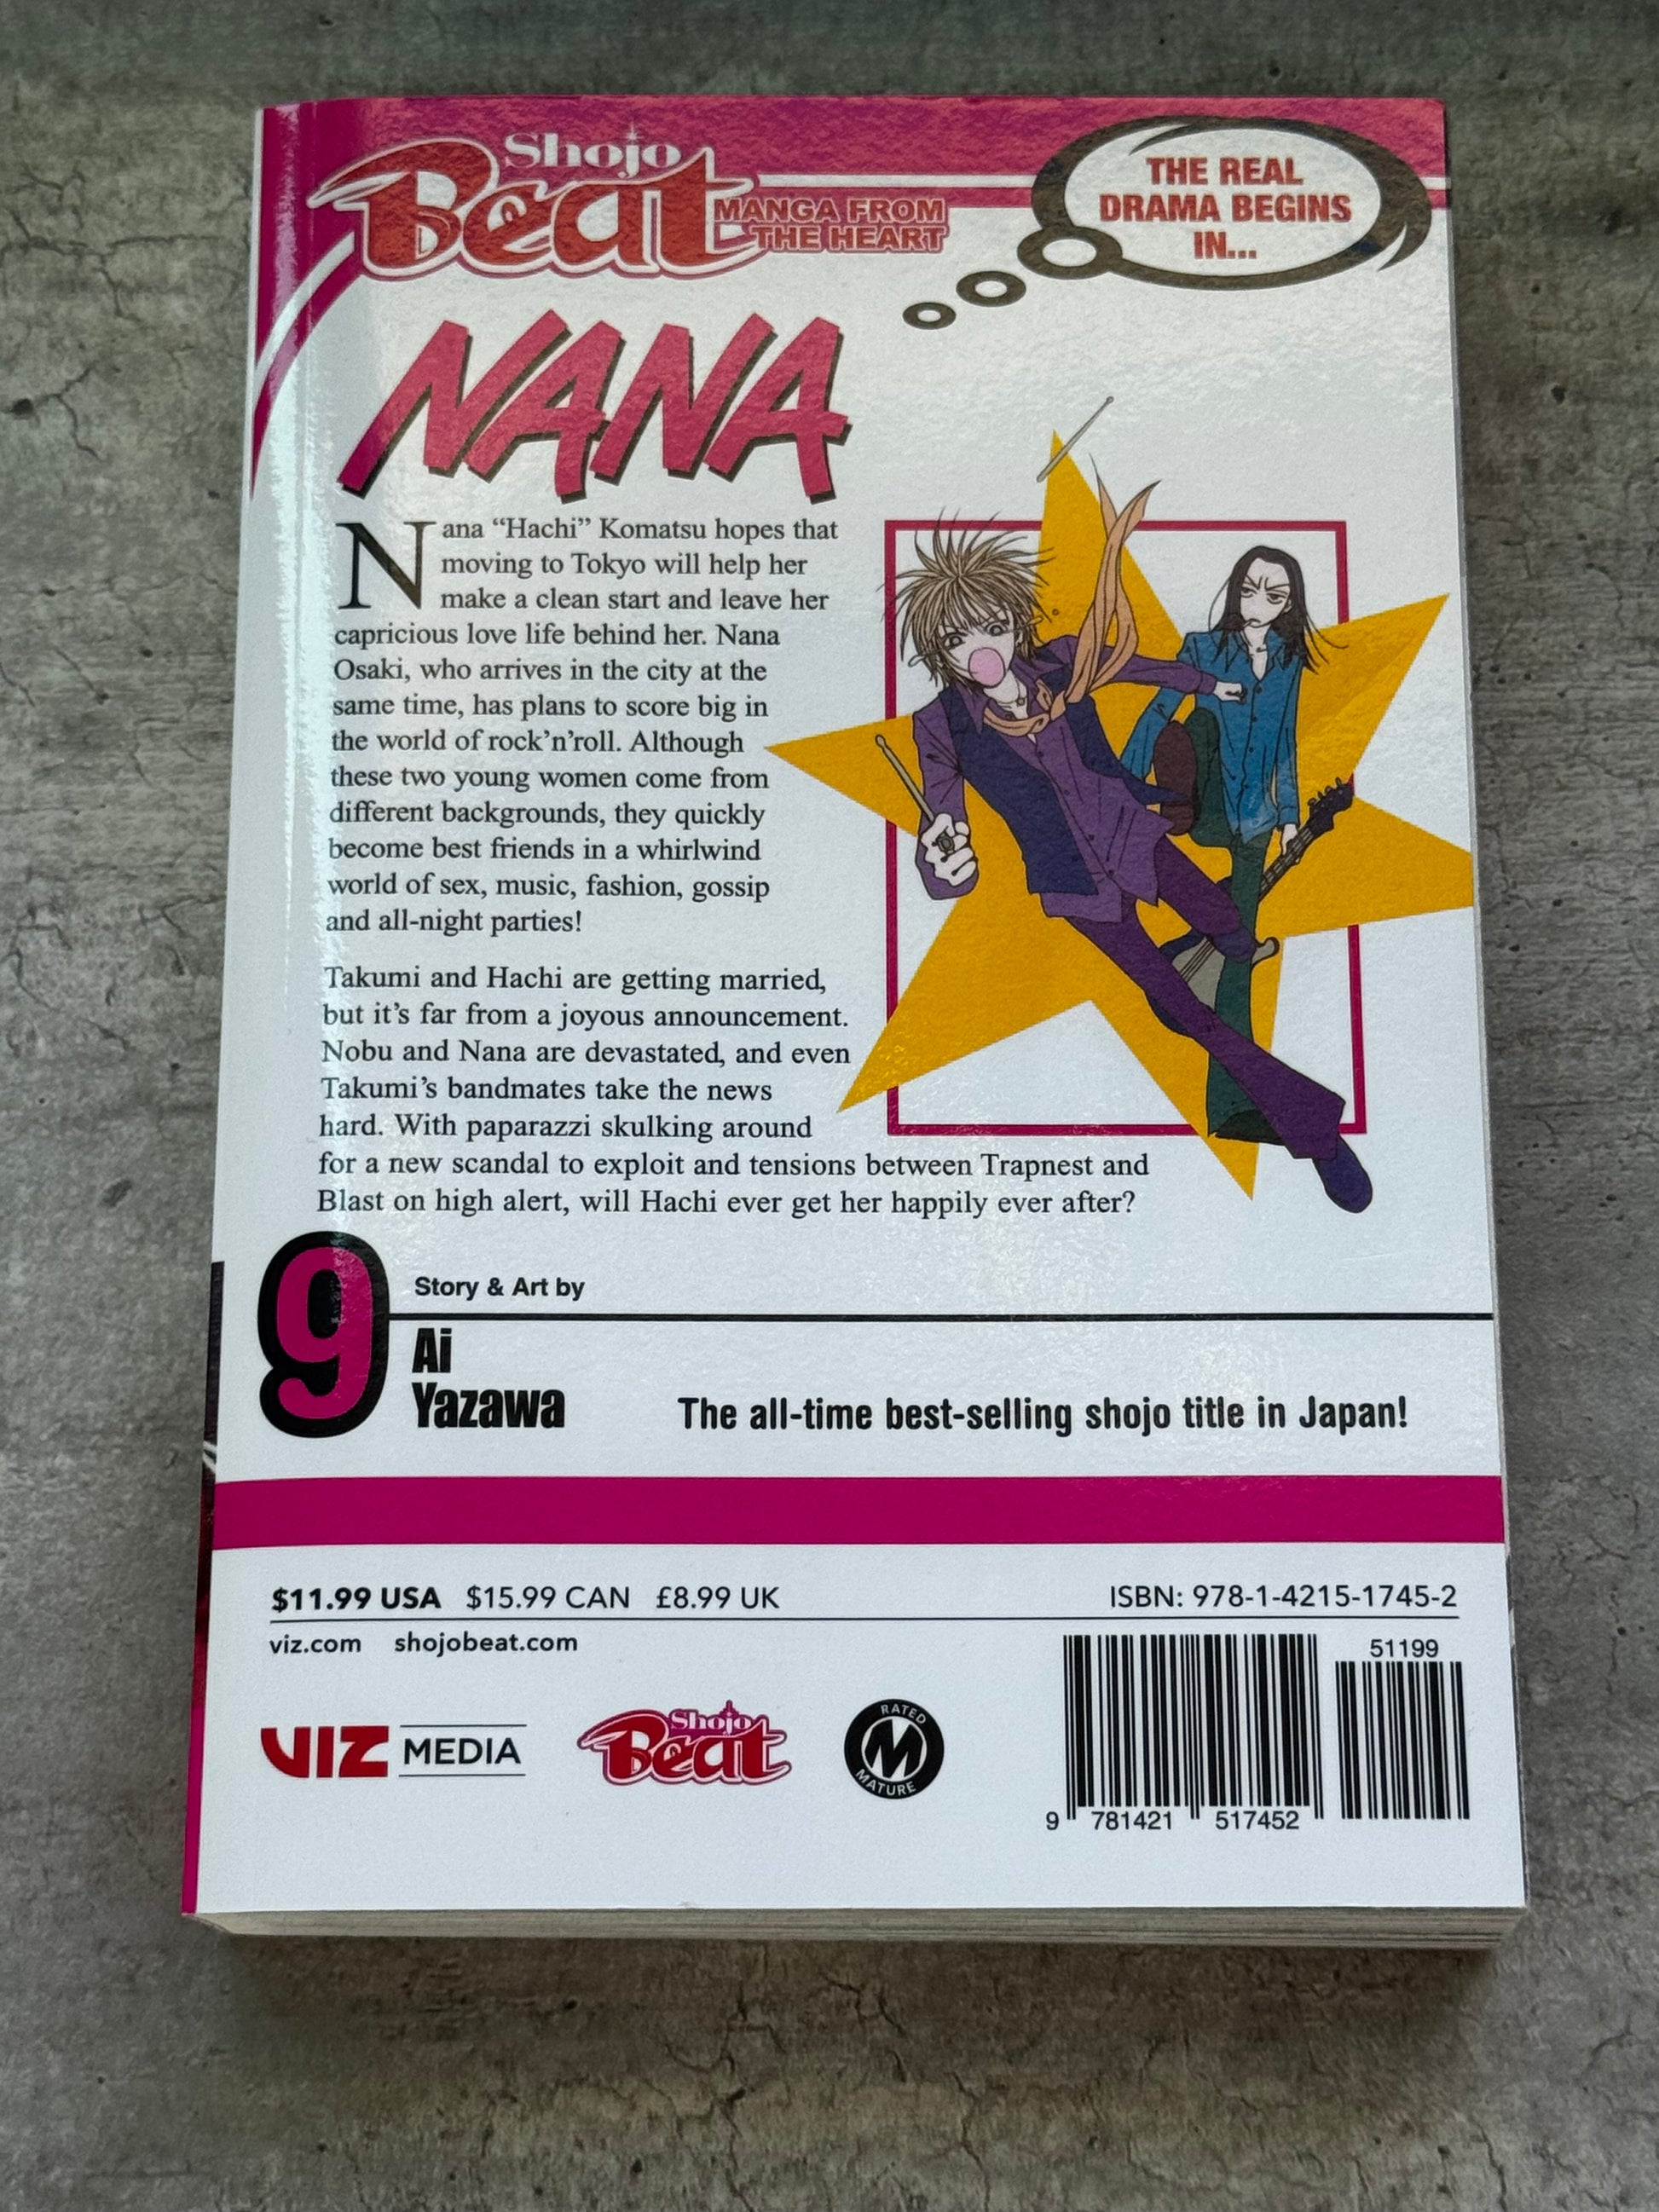 Shojo
Beat
MANGA FROM
THE HEART
THE REAL
DRAMA BEGINS
IN...
NANA
Nana “Hachi” Komatsu hopes that
moving to Tokyo will help her
make a clean start and leave her
capricious love life behind her. Nana
Osaki, who arrives in the city at the
same time, has plans to score big in
the world of rock’n’roll. Although
these two young women come from
different backgrounds, they quickly
become best friends in a whirlwind
world of sex, music, fashion, gossip
and all-night parties!
Takumi and Hachi are getting married,
but it’s far from a joyous announcement.
Nobu and Nana are devastated, and even
Takumi’s bandmates take the news
hard. With paparazzi skulking around
for a new scandal to exploit and tensions between Trapnest and
Blast on high alert, will Hachi ever get her happily ever after?
9
Story & Art by
Ai
Yazawa
The all-time best-selling shojo title in Japan!
$11.99 USA $15.99 CAN £8.99 UK
ISBN: 978-1-4215-1745-2
viz.com shojobeat.com
51199
VIZ MEDIA
Shojo
Beat
RATED
M
MATURE
9 781421 517452